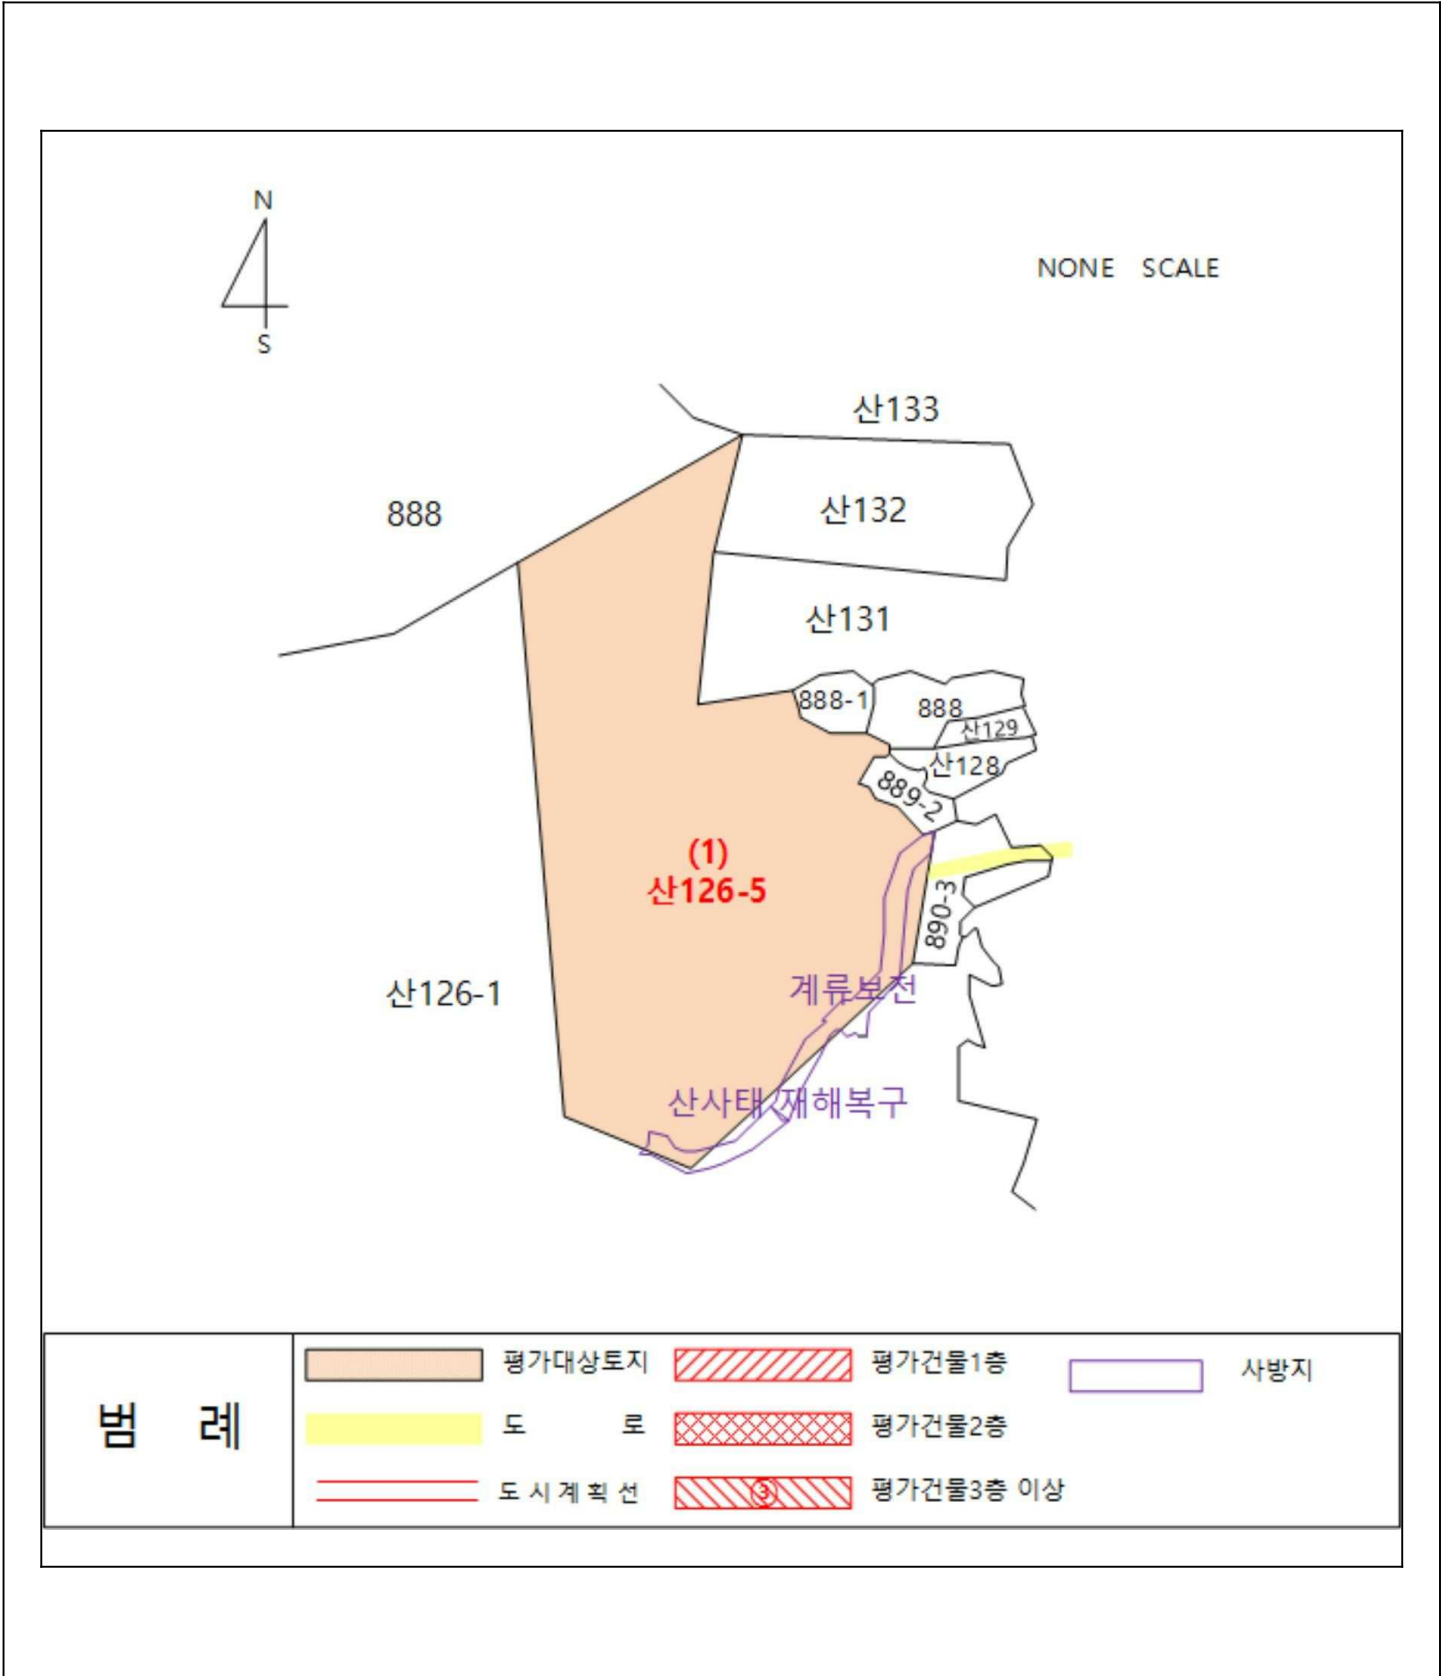 N
NONE SCALE
S
산133
888
산132
산131
888-1
888
산129
산128
889-2
(1)
산126-5
890-3
계류보전
산126-1
산사태 재해복구
범 례
평가대상토지
평가건물1층
사방지
도 로
평가건물2층
도시계획선
3
평가건물3층 이상